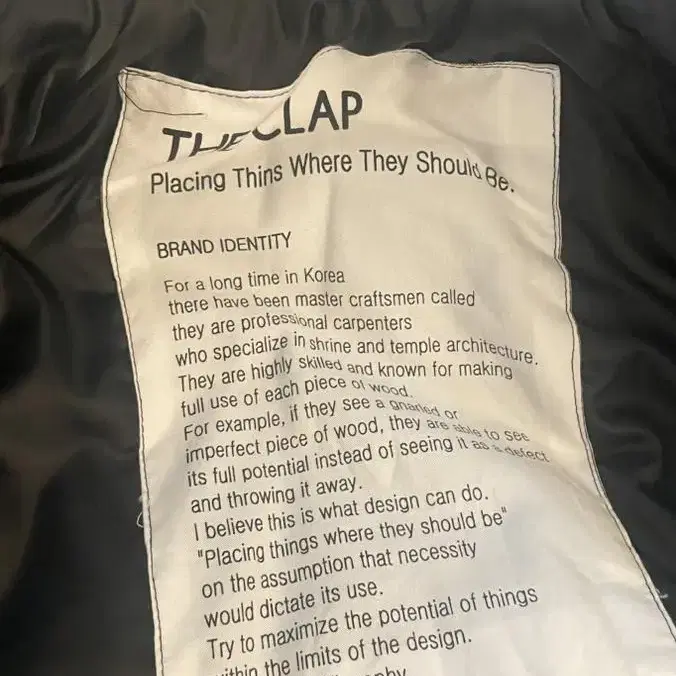 THE CLAP
Placing Thins Where They Should Be.
BRAND IDENTITY
For a long time in Korea
there have been master craftsmen called
they are professional carpenters
who specialize in shrine and temple architecture.
They are highly skilled and known for making
full use of each piece of wood.
For example, if they see a gnarled or
imperfect piece of wood, they are able to see
its full potential instead of seeing it as a defect
and throwing it away.
I believe this is what design can do.
"Placing things where they should be"
on the assumption that necessity
would dictate its use.
Try to maximize the potential of things
within the limits of the design.